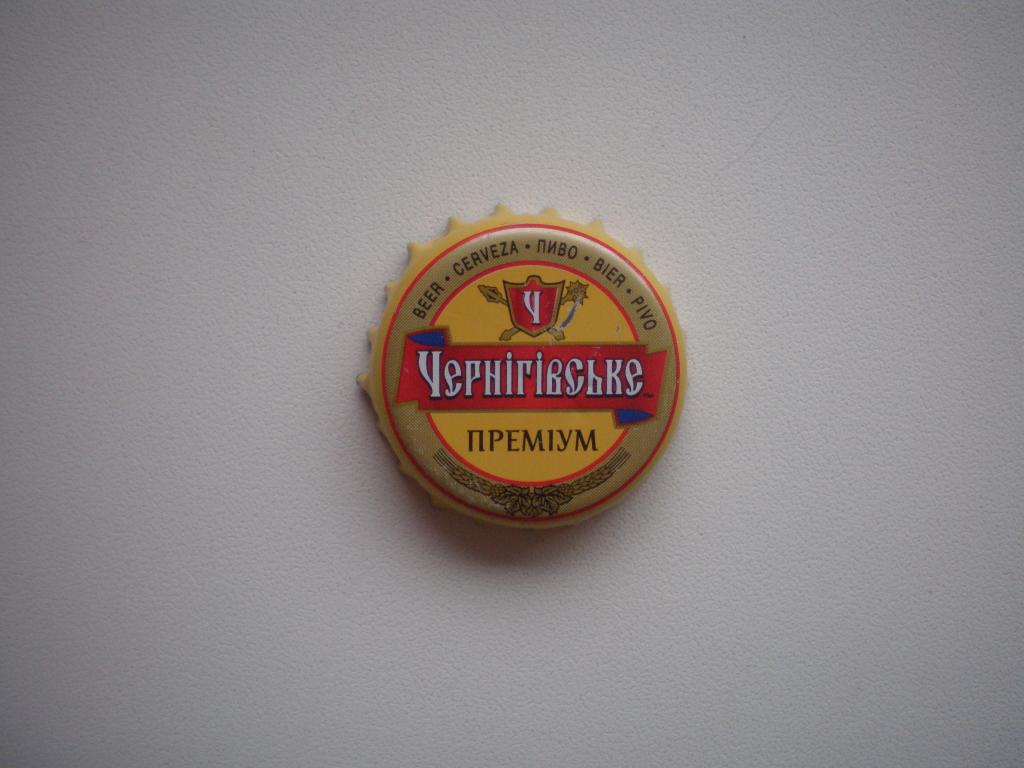 BEER • CERVEZA • ПИВО • BIER • PIVO
Ч
Чернігівське
ПРЕМІУМ